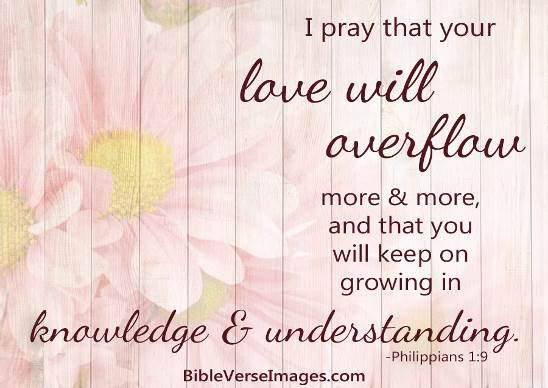 I pray that your
love will
overflow
more & more,
and that you
will keep on
growing in
knowledge & understanding.
-Philippians 1:9
BibleVerseImages.com